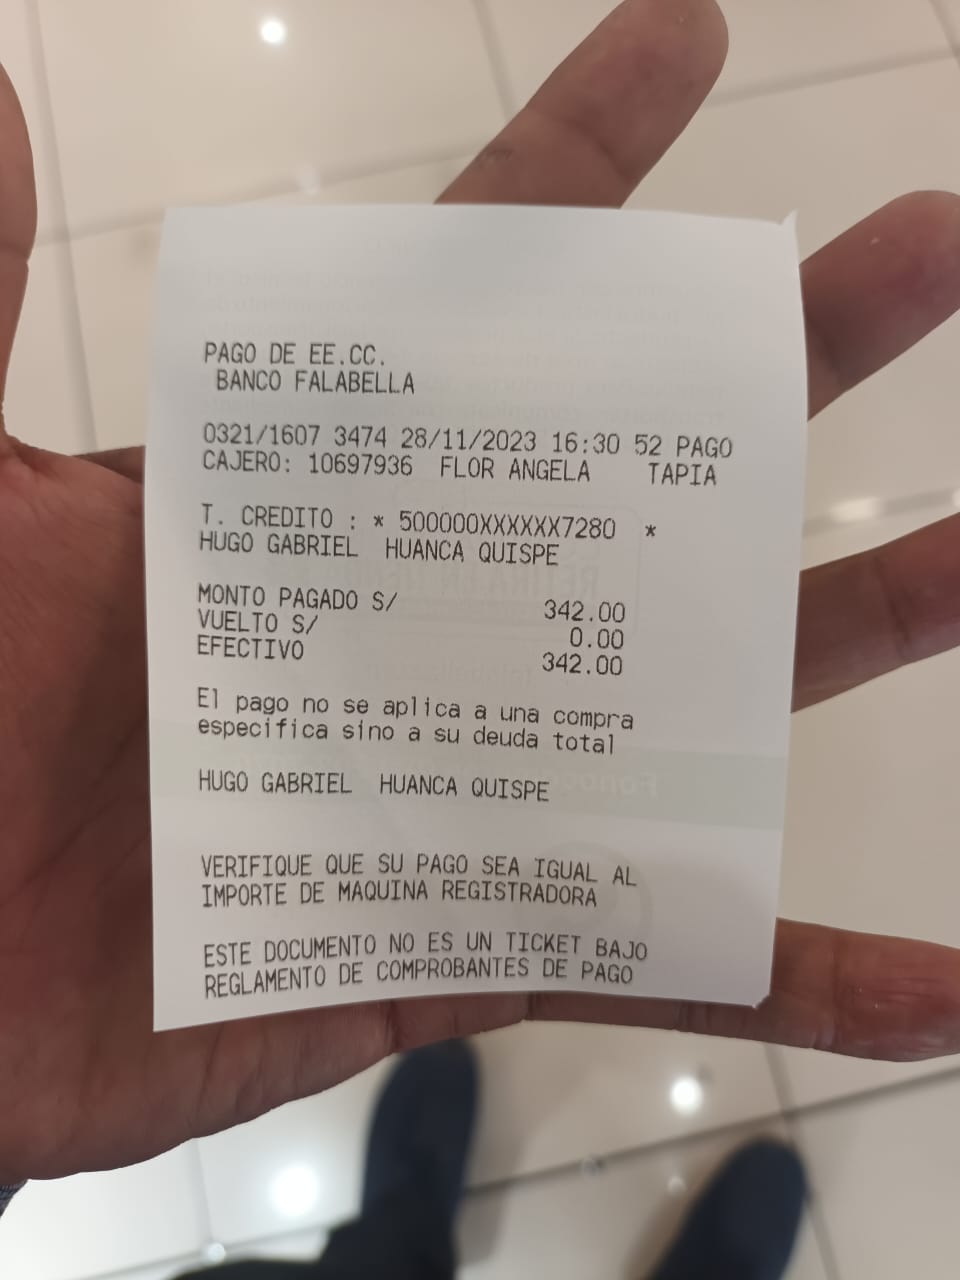 PAGO DE EE.CC.
BANCO FALABELLA
0321/1607 3474 28/11/2023 16:30 52 PAGO
CAJERO: 10697936 FLOR ANGELA TAPIA
T. CREDITO : * 500000XXXXXX7280 *
HUGO GABRIEL HUANCA QUISPE
MONTO PAGADO S/ 342.00
VUELTO S/ 0.00
EFECTIVO 342.00
El pago no se aplica a una compra
especifica sino a su deuda total
HUGO GABRIEL HUANCA QUISPE
VERIFIQUE QUE SU PAGO SEA IGUAL AL
IMPORTE DE MAQUINA REGISTRADORA
ESTE DOCUMENTO NO ES UN TICKET BAJO
REGLAMENTO DE COMPROBANTES DE PAGO